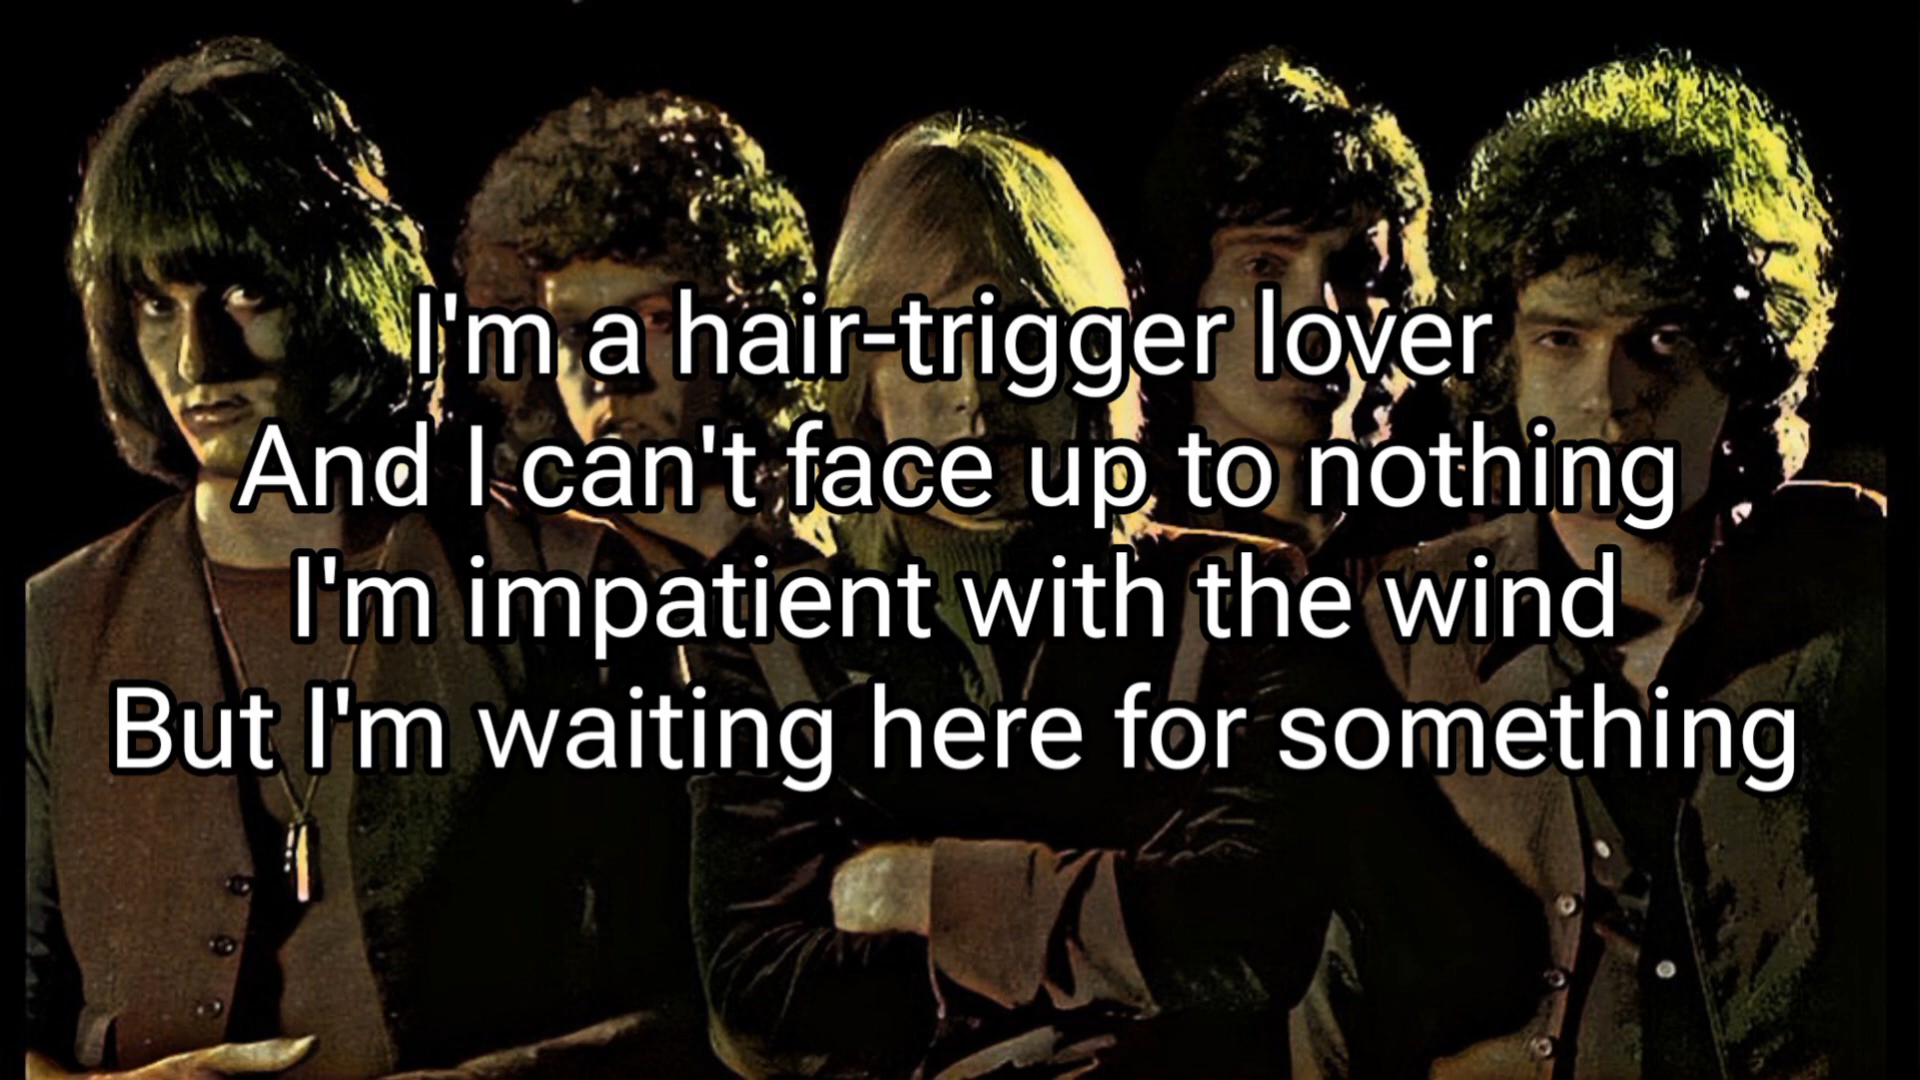 I'm a hair-trigger lover
And I can't face up to nothing
I'm impatient with the wind
But I'm waiting here for something